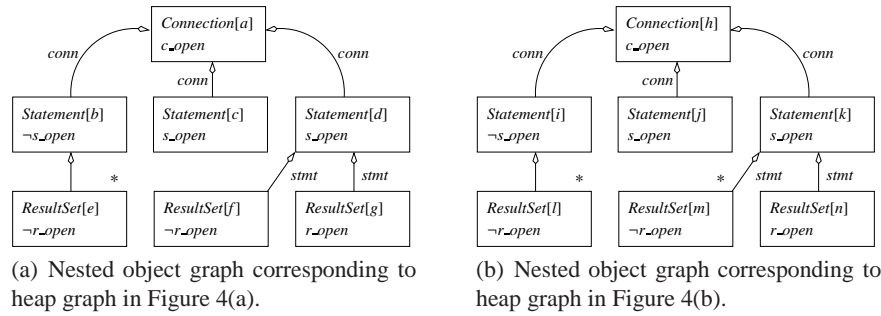 Connection[a]
c_open
conn
conn
conn
Statement[b]
¬s_open
Statement[c]
s_open
Statement[d]
s_open
*
stmt
stmt
ResultSet[e]
¬r_open
ResultSet[f]
¬r_open
ResultSet[g]
r_open
(a) Nested object graph corresponding to
heap graph in Figure 4(a).
Connection[h]
c_open
conn
conn
conn
Statement[i]
¬s_open
Statement[j]
s_open
Statement[k]
s_open
*
*
stmt
stmt
ResultSet[l]
¬r_open
ResultSet[m]
¬r_open
ResultSet[n]
r_open
(b) Nested object graph corresponding to
heap graph in Figure 4(b).